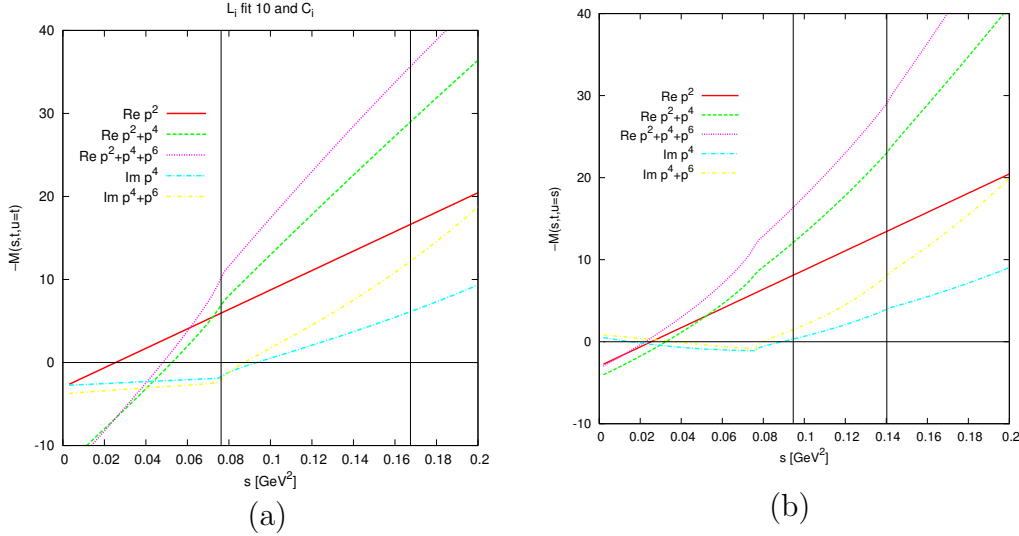 L_i fit 10 and C_i
−M(s,t,u=t)
40
30
20
10
0
-10
Re p^2
Re p^2+p^4
Re p^2+p^4+p^6
Im p^4
Im p^4+p^6
0 0.02 0.04 0.06 0.08 0.1 0.12 0.14 0.16 0.18 0.2
s [GeV^2]
(a)
−M(s,t,u=s)
40
30
20
10
0
-10
Re p^2
Re p^2+p^4
Re p^2+p^4+p^6
Im p^4
Im p^4+p^6
0 0.02 0.04 0.06 0.08 0.1 0.12 0.14 0.16 0.18 0.2
s [GeV^2]
(b)